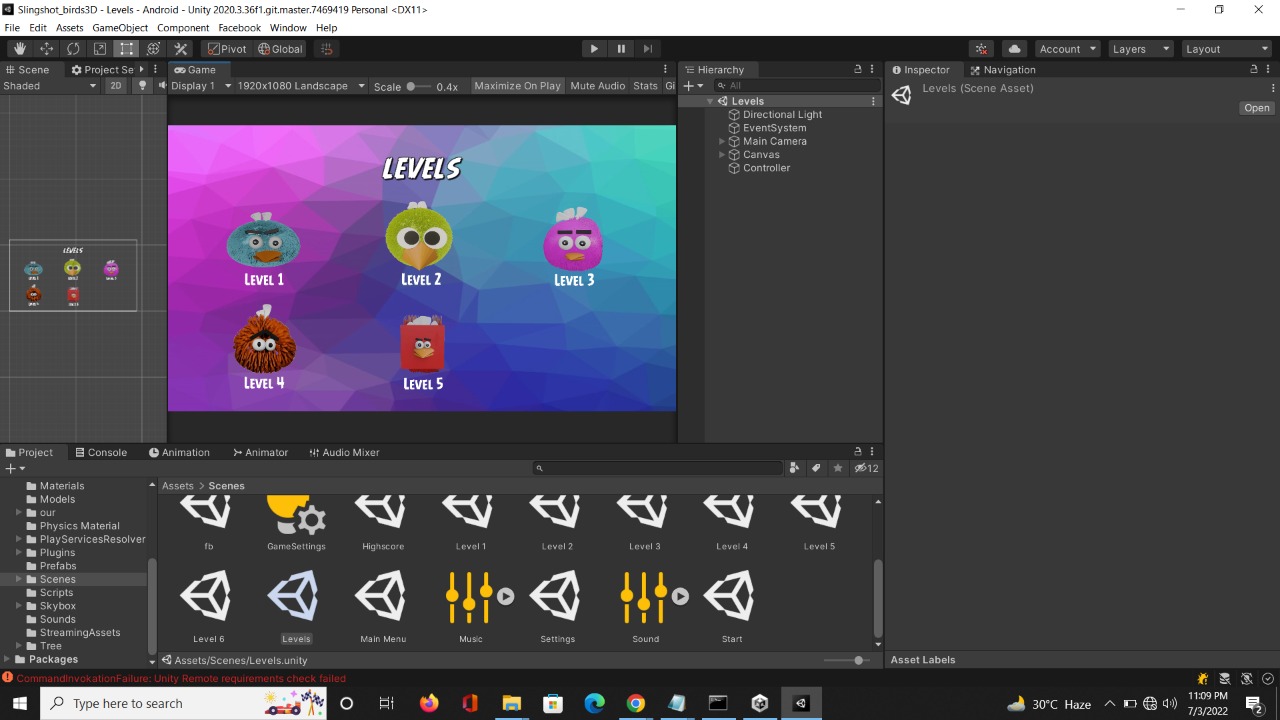 Slingshot_birds3D - Levels - Android - Unity 2020.3.36f1.git.master.7469419 Personal <DX11>
File Edit Assets GameObject Component Facebook Window Help
Pivot Global Account Layers Layout
Scene Project Se Game Hierarchy Inspector Navigation
Shaded 2D Display 1 1920x1080 Landscape Scale 0.4x Maximize On Play Mute Audio Stats Gi All
Levels (Scene Asset)
Open
Levels
Directional Light
EventSystem
Main Camera
Canvas
Controller
LEVELS
LEVEL 1 LEVEL 2 LEVEL 3
LEVEL 4 LEVEL 5
LEVELS
Project Console Animation Animator Audio Mixer
12
Assets > Scenes
Materials
Models
our
Physics Material
PlayServicesResolver
Plugins
Prefabs
Scenes
Scripts
Skybox
Sounds
StreamingAssets
Tree
Packages
fb GameSettings Highscore Level 1 Level 2 Level 3 Level 4 Level 5
Level 6 Levels Main Menu Music Settings Sound Start
Assets/Scenes/Levels.unity
Asset Labels
CommandInvokationFailure: Unity Remote requirements check failed
Type here to search
30°C Haze
11:09 PM
7/3/2022
2